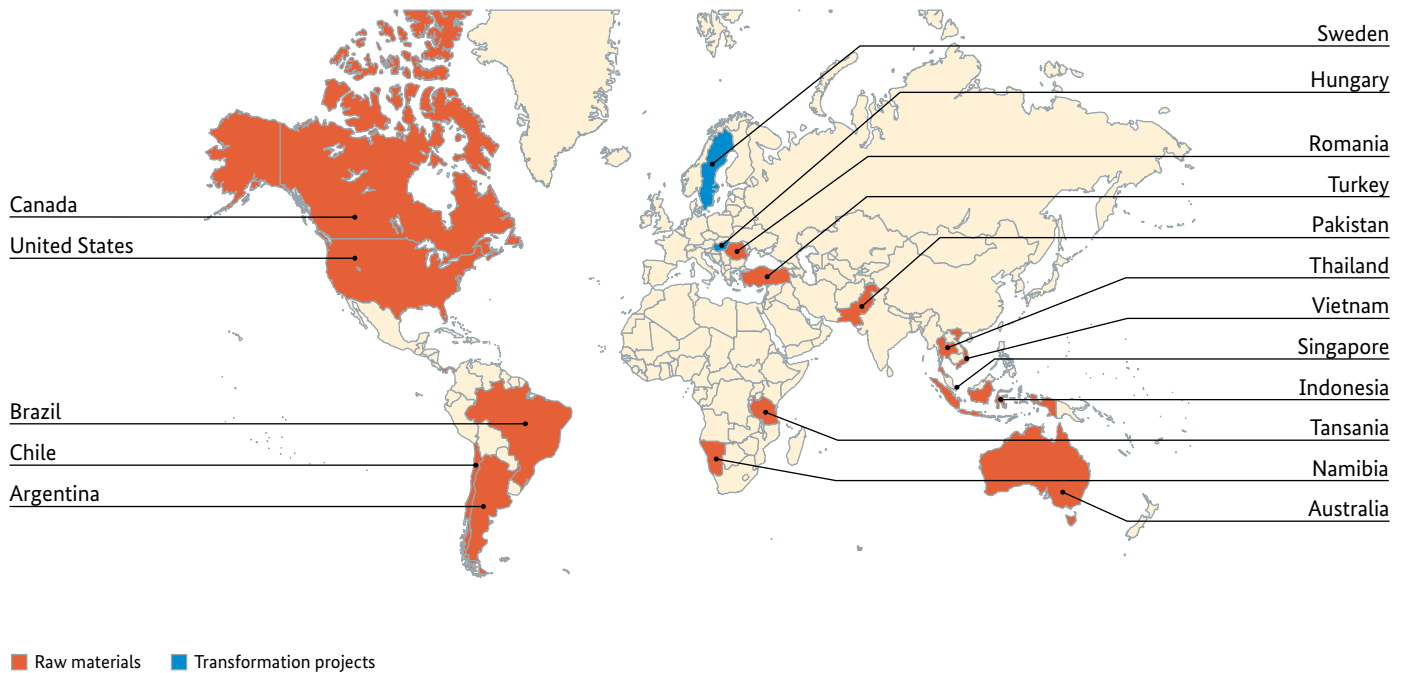 Sweden
Hungary
Romania
Turkey
Pakistan
Thailand
Vietnam
Singapore
Indonesia
Tansania
Namibia
Australia
Canada
United States
Brazil
Chile
Argentina
Raw materials
Transformation projects